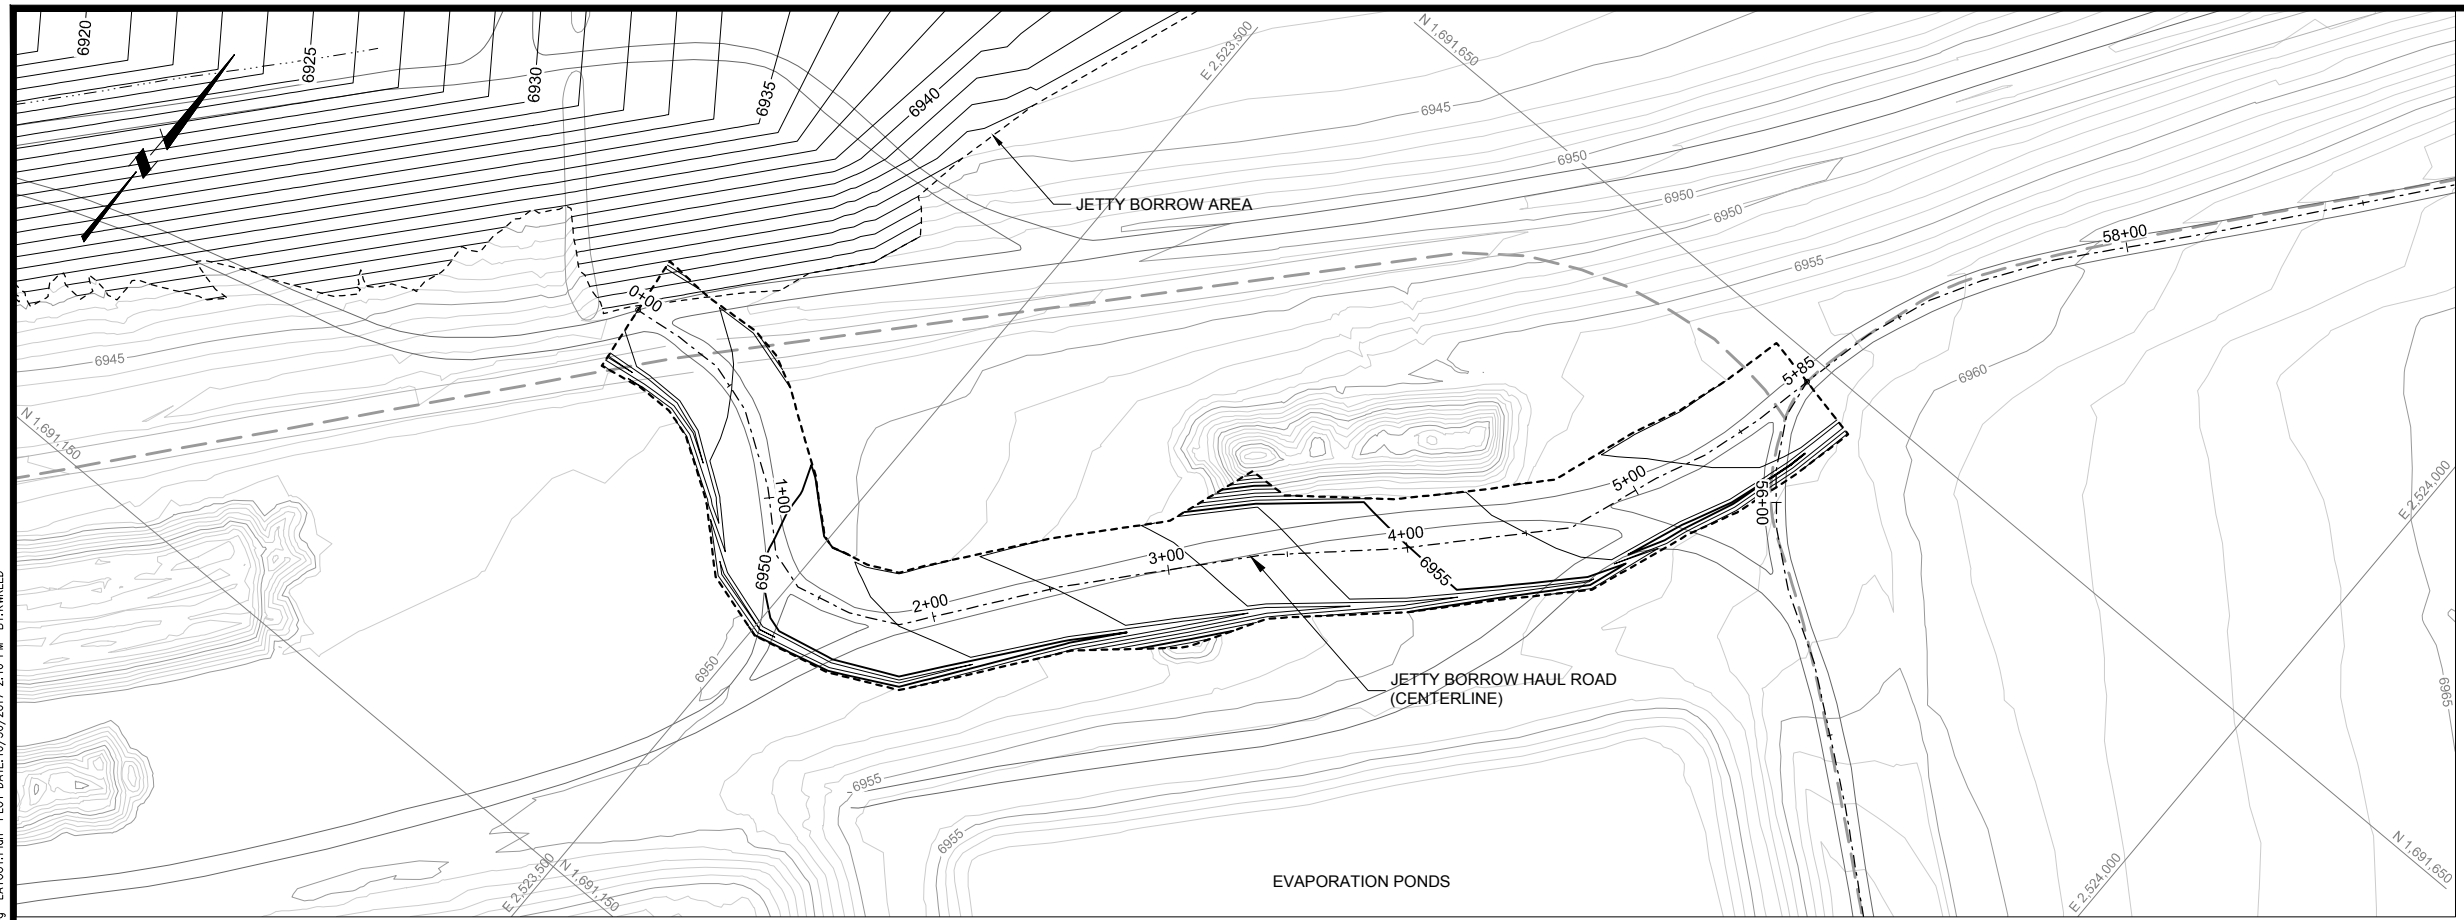 6920
6925
6930
6935
6940
E 2,523,500
N 1,691,650
6945
6950
JETTY BORROW AREA
6950
6950
58+00
6955
0+00
6945
5+85
6960
N 1,691,150
1+00
5+00
56+00
E 2,524,000
4+00
3+00
6950
6955
2+00
6950
JETTY BORROW HAUL ROAD
(CENTERLINE)
6965
6955
6955
N 1,691,650
E 2,523,500
N 1,691,150
EVAPORATION PONDS
E 2,524,000